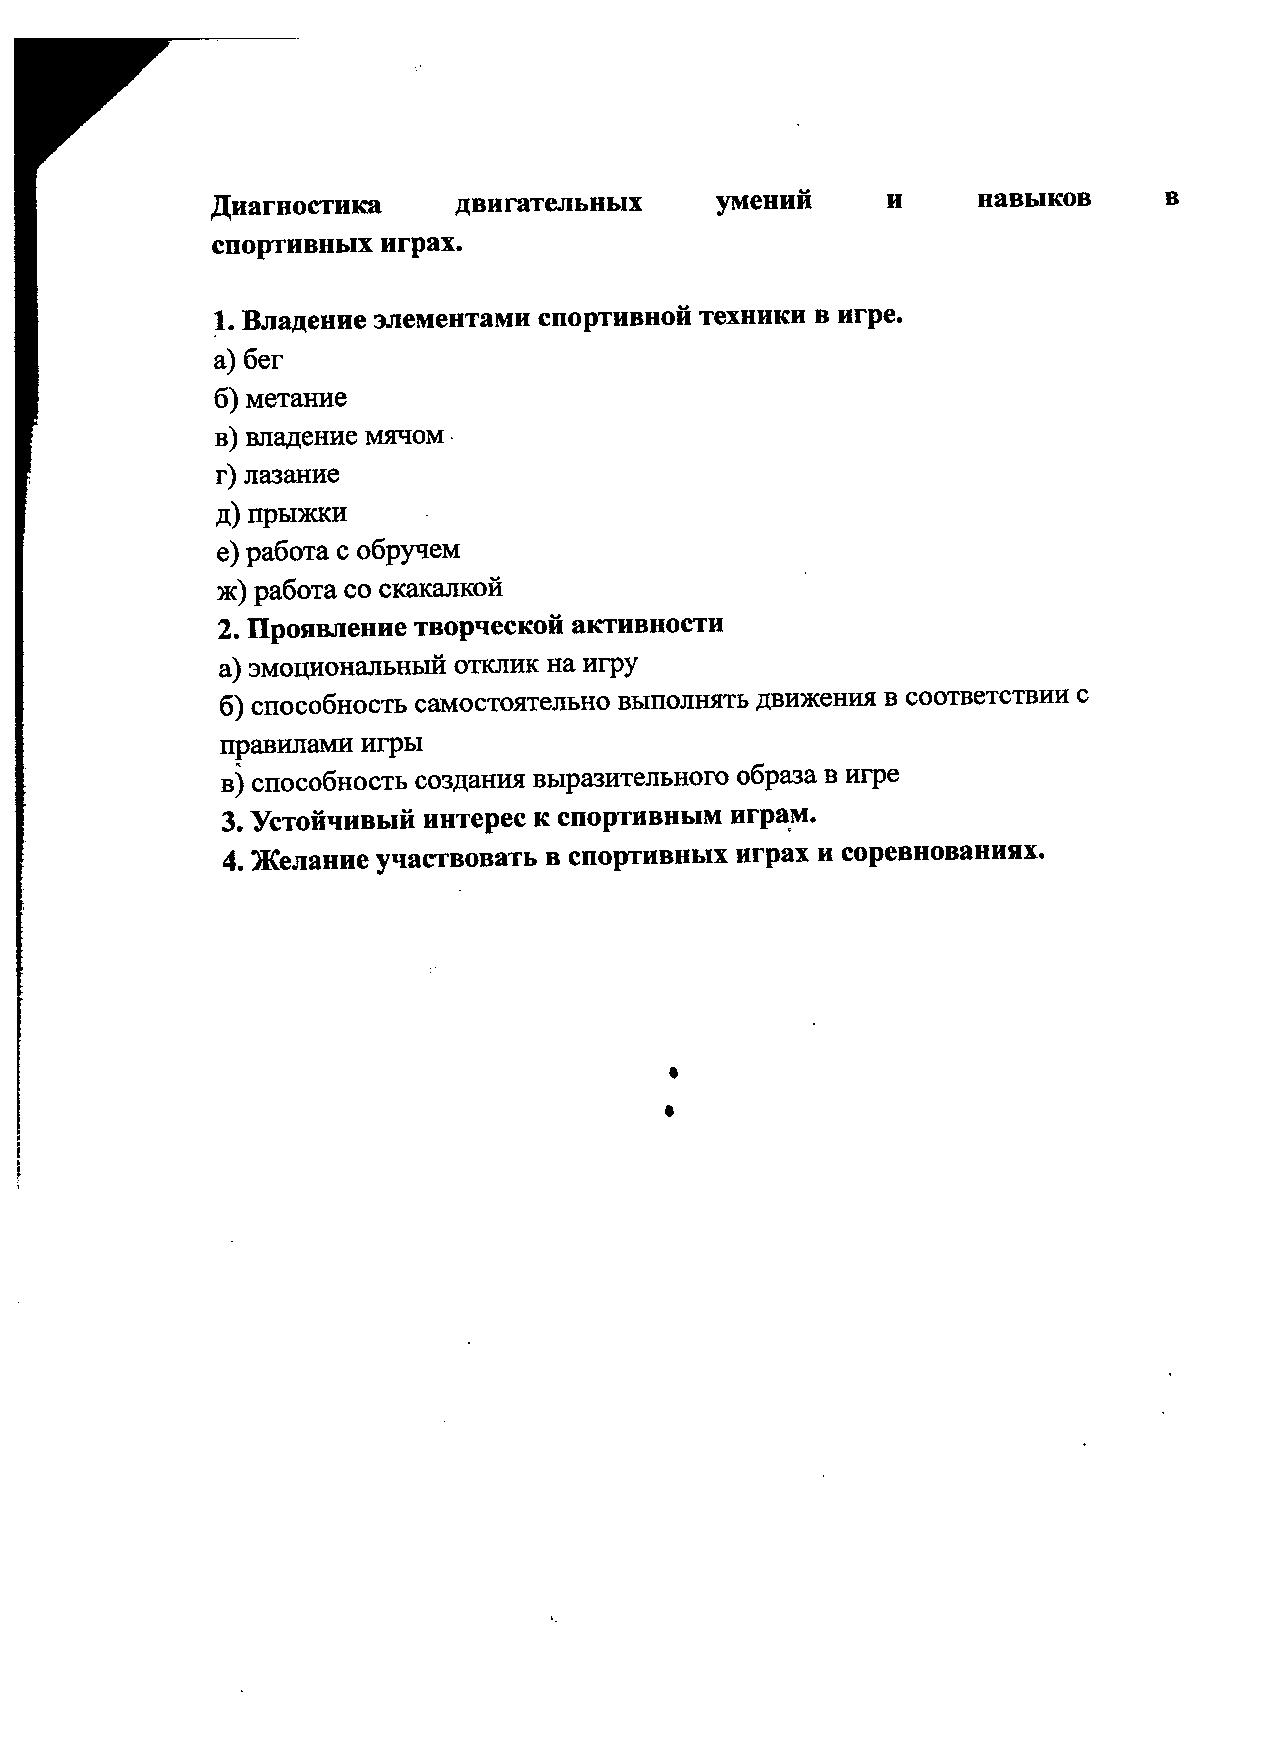 Диагностика двигательных умений и навыков в
спортивных играх.
1. Владение элементами спортивной техники в игре.
а) бег
б) метание
в) владение мячом
г) лазание
д) прыжки
е) работа с обручем
ж) работа со скакалкой
2. Проявление творческой активности
а) эмоциональный отклик на игру
б) способность самостоятельно выполнять движения в соответствии с
правилами игры
в) способность создания выразительного образа в игре
3. Устойчивый интерес к спортивным играм.
4. Желание участвовать в спортивных играх и соревнованиях.